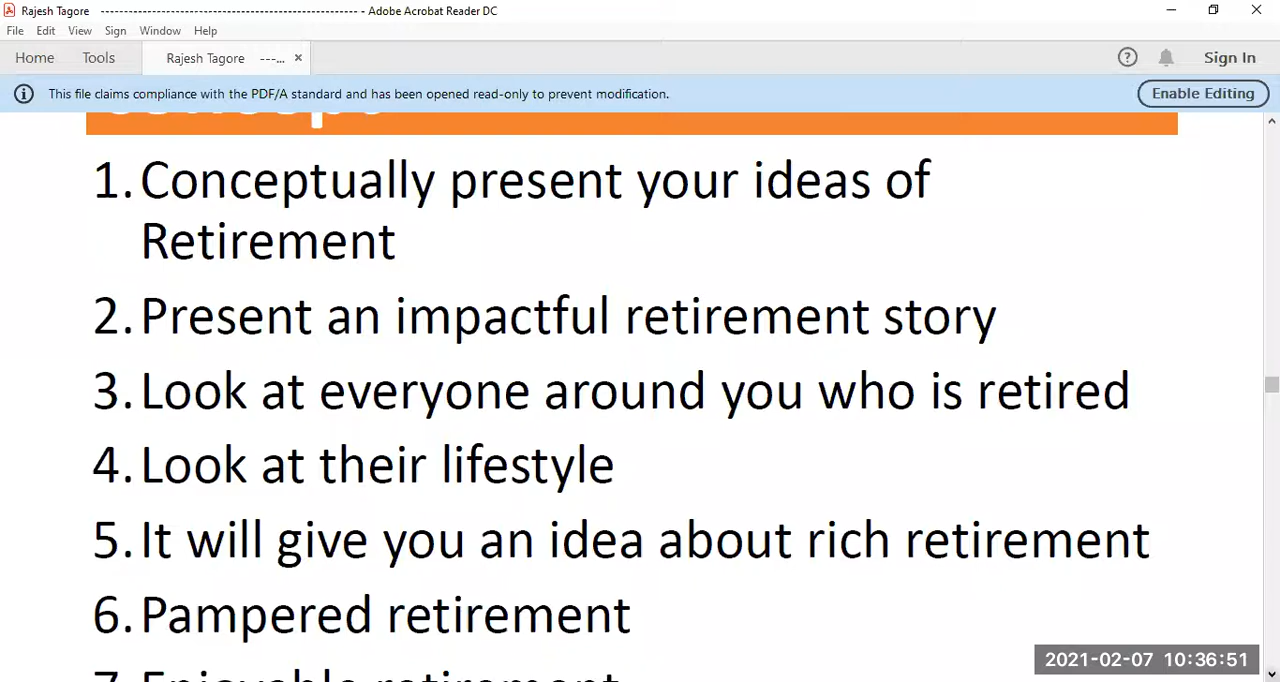 Rajesh Tagore ------------------------------------------------ - Adobe Acrobat Reader DC
File Edit View Sign Window Help
Home Tools Rajesh Tagore ---... × ? Sign In
This file claims compliance with the PDF/A standard and has been opened read-only to prevent modification. Enable Editing
1. Conceptually present your ideas of
Retirement
2. Present an impactful retirement story
3. Look at everyone around you who is retired
4. Look at their lifestyle
5. It will give you an idea about rich retirement
6. Pampered retirement
7. Enjoyable retirement
2021-02-07 10:36:51